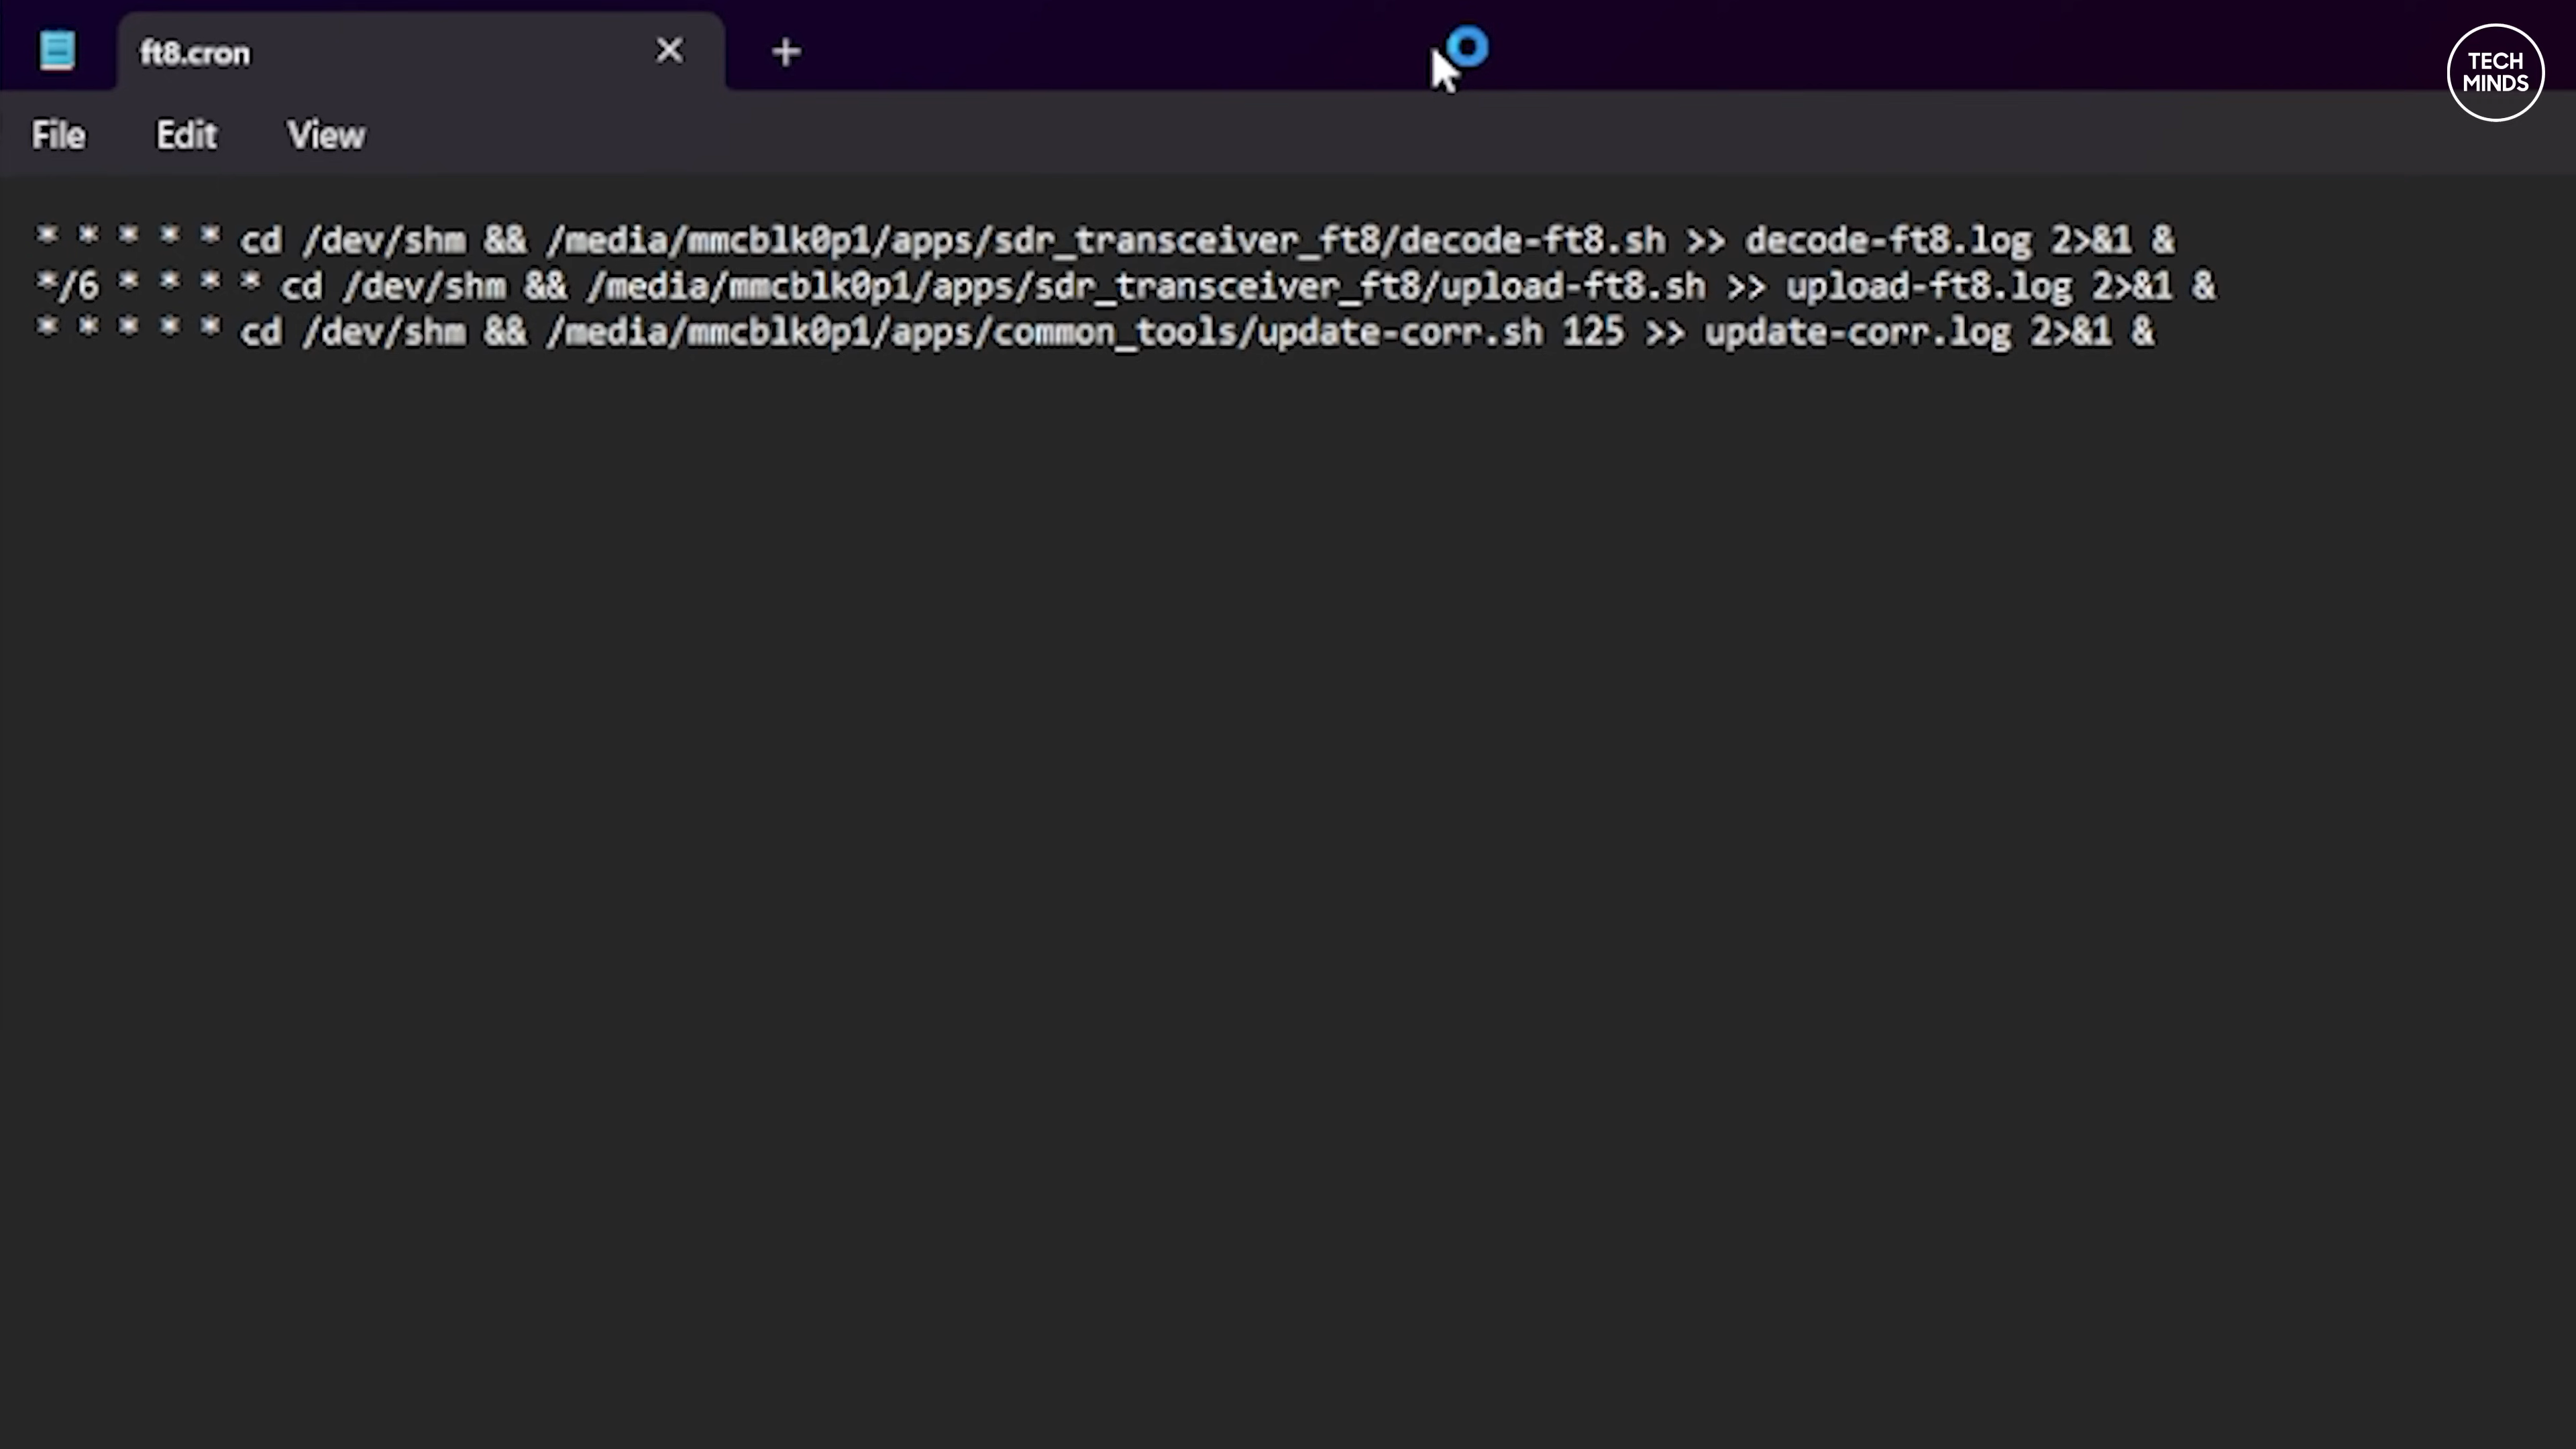 ft8.cron
TECH
MINDS
File Edit View
* * * * * cd /dev/shm && /media/mmcblk0p1/apps/sdr_transceiver_ft8/decode-ft8.sh >> decode-ft8.log 2>&1 &
*/6 * * * * cd /dev/shm && /media/mmcblk0p1/apps/sdr_transceiver_ft8/upload-ft8.sh >> upload-ft8.log 2>&1 &
* * * * * cd /dev/shm && /media/mmcblk0p1/apps/common_tools/update-corr.sh 125 >> update-corr.log 2>&1 &